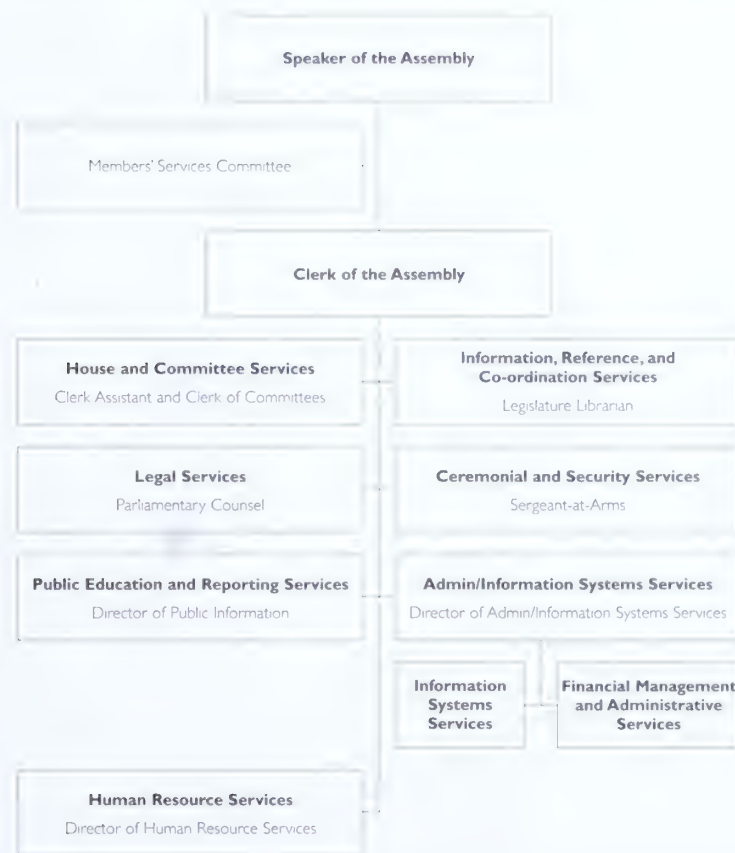 Speaker of the Assembly
Members' Services Committee
Clerk of the Assembly
House and Committee Services
Clerk Assistant and Clerk of Committees
Information, Reference, and
Co-ordination Services
Legislature Librarian
Legal Services
Parliamentary Counsel
Ceremonial and Security Services
Sergeant-at-Arms
Public Education and Reporting Services
Director of Public Information
Admin/Information Systems Services
Director of Admin/Information Systems Services
Information
Systems
Services
Financial Management
and Administrative
Services
Human Resource Services
Director of Human Resource Services